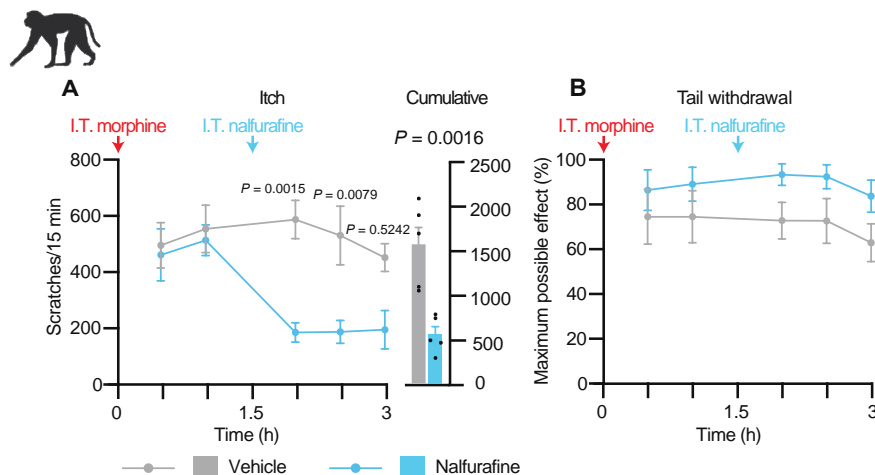 A
Itch
Cumulative
I.T. morphine
I.T. nalfurafine
P = 0.0016
Scratches/15 min
800
600
400
200
0
P = 0.0015
P = 0.0079
P = 0.5242
0
1.5
3
Time (h)
2500
2000
1500
1000
500
0
B
Tail withdrawal
I.T. morphine
I.T. nalfurafine
Maximum possible effect (%)
100
80
60
40
20
0
0
1.5
3
Time (h)
Vehicle
Nalfurafine